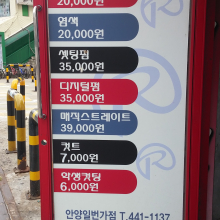 20,000원
염색
20,000원
셋팅펌
35,000원
디지털펌
35,000원
매직스트레이트
39,000원
컷트
7,000원
학생컷팅
6,000원
안양일번가점 T.441-1137